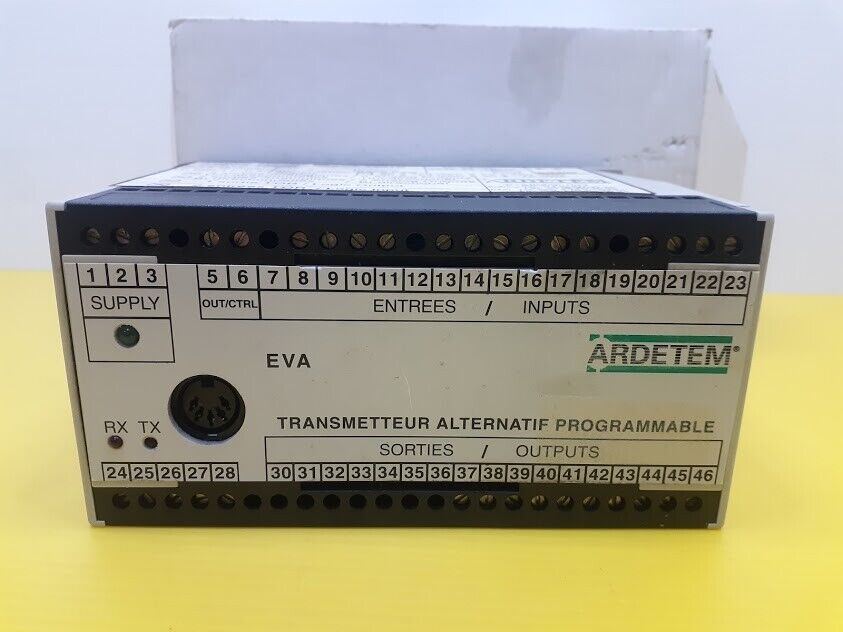 1 2 3 5 6 7 8 9 10 11 12 13 14 15 16 17 18 19 20 21 22 23
SUPPLY OUT/CTRL ENTREES / INPUTS
ARDETEM®
EVA
TRANSMETTEUR ALTERNATIF PROGRAMMABLE
RX TX
SORTIES / OUTPUTS
24 25 26 27 28 30 31 32 33 34 35 36 37 38 39 40 41 42 43 44 45 46